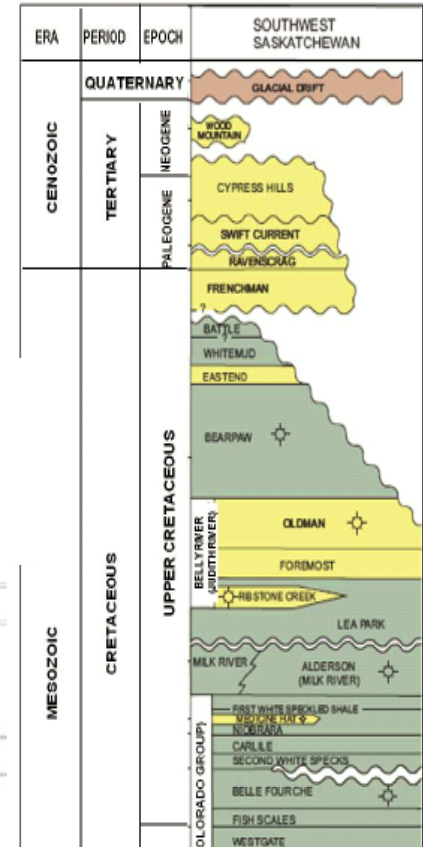 ERA
PERIOD
EPOCH
SOUTHWEST
SASKATCHEWAN
CENOZOIC
MESOZOIC
QUATERNARY
TERTIARY
CRETACEOUS
NEOGENE
PALEOGENE
UPPER CRETACEOUS
GLACIAL DRIFT
WOOD
MOUNTAIN
CYPRESS HILLS
SWIFT CURRENT
RAVENSCRAG
FRENCHMAN
?
BATTLE
?
WHITEMUD
EASTEND
BEARPAW
BELLY RIVER
(JUDITH RIVER)
OLDMAN
FOREMOST
RIBSTONE CREEK
LEA PARK
MILK RIVER
ALDERSON
(MILK RIVER)
OLORADO GROUP)
FIRST WHITE SPECKLED SHALE
MEDICINE HAT
NIOBRARA
CARLILE
SECOND WHITE SPECKS
BELLE FOURCHE
FISH SCALES
WESTGATE